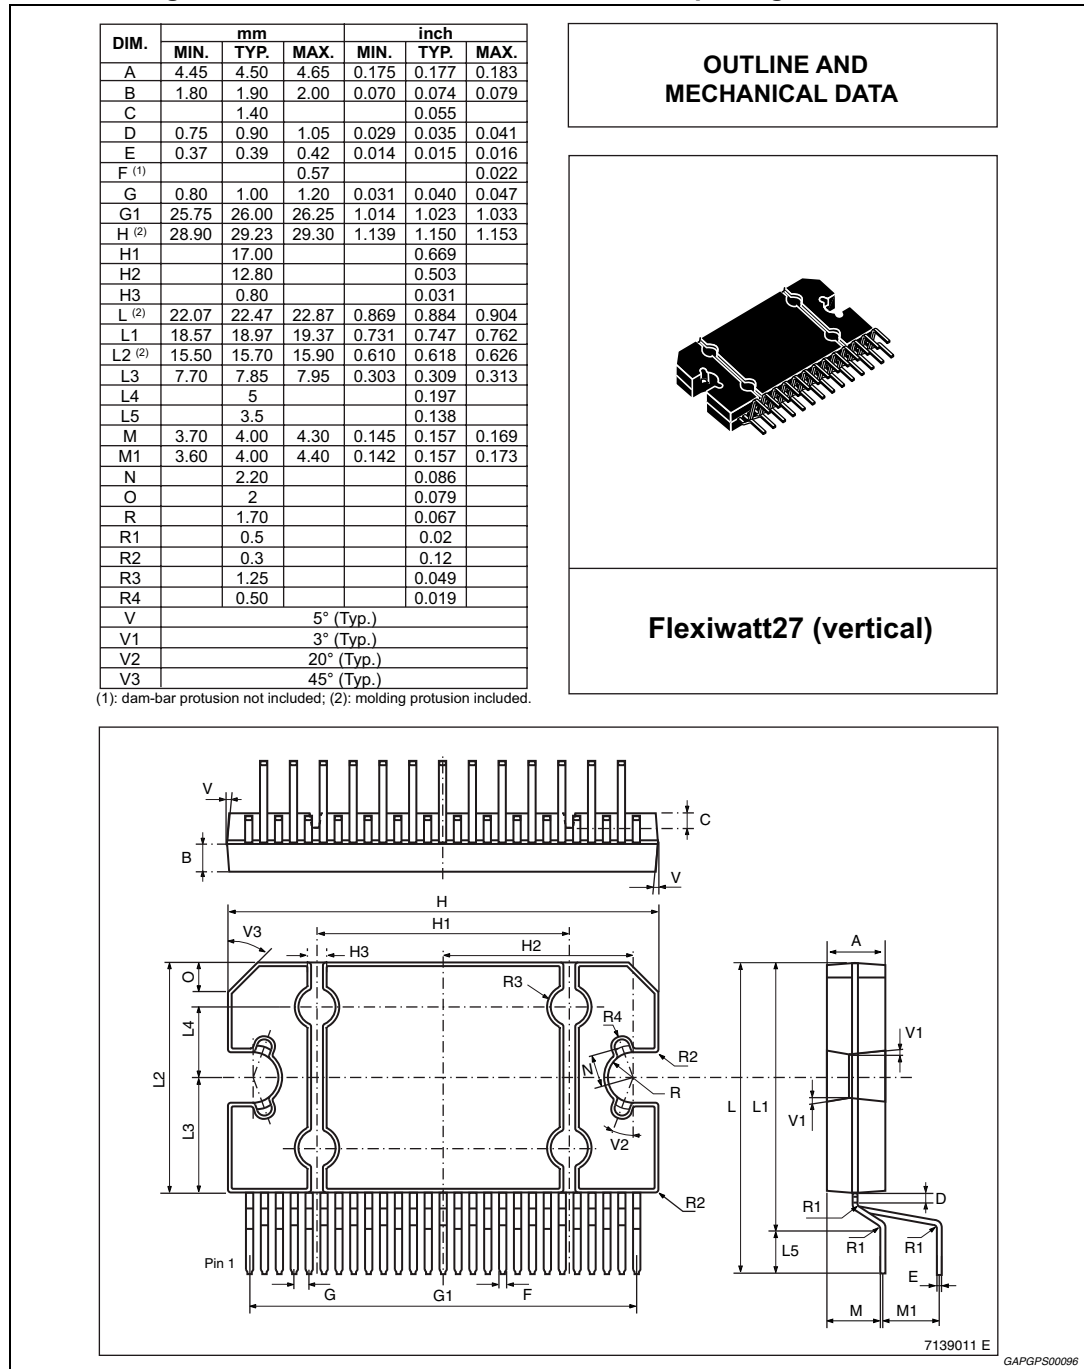 DIM. mm inch
MIN. TYP. MAX. MIN. TYP. MAX.
A 4.45 4.50 4.65 0.175 0.177 0.183
B 1.80 1.90 2.00 0.070 0.074 0.079
C 1.40 0.055
D 0.75 0.90 1.05 0.029 0.035 0.041
E 0.37 0.39 0.42 0.014 0.015 0.016
F (1) 0.57 0.022
G 0.80 1.00 1.20 0.031 0.040 0.047
G1 25.75 26.00 26.25 1.014 1.023 1.033
H (2) 28.90 29.23 29.30 1.139 1.150 1.153
H1 17.00 0.669
H2 12.80 0.503
H3 0.80 0.031
L (2) 22.07 22.47 22.87 0.869 0.884 0.904
L1 18.57 18.97 19.37 0.731 0.747 0.762
L2 (2) 15.50 15.70 15.90 0.610 0.618 0.626
L3 7.70 7.85 7.95 0.303 0.309 0.313
L4 5 0.197
L5 3.5 0.138
M 3.70 4.00 4.30 0.145 0.157 0.169
M1 3.60 4.00 4.40 0.142 0.157 0.173
N 2.20 0.086
O 2 0.079
R 1.70 0.067
R1 0.5 0.02
R2 0.3 0.12
R3 1.25 0.049
R4 0.50 0.019
V 5° (Typ.)
V1 3° (Typ.)
V2 20° (Typ.)
V3 45° (Typ.)
(1): dam-bar protusion not included; (2): molding protusion included.
OUTLINE AND
MECHANICAL DATA
Flexiwatt27 (vertical)
V
C
B
V
H
H1
V3
H3
H2
A
O
R3
L4
R4
V1
R2
L2
N
R
L
L1
L3
V1
V2
D
R2
R1
Pin 1
L5
R1
R1
E
G
G1
F
M
M1
7139011 E
GAPGPS00096